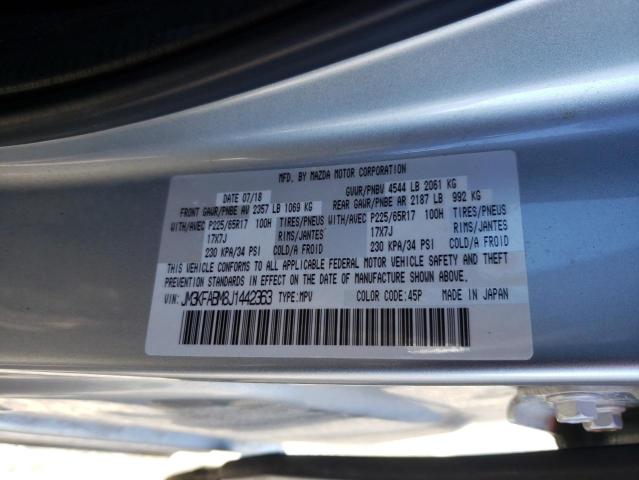 MFD. BY MAZDA MOTOR CORPORATION
DATE 07/18 GVWR/PNBV 4544 LB 2061 KG
FRONT GAWR/PNBE AV 2357 LB 1069 KG REAR GAWR/PNBE AR 2187 LB 992 KG
WITH/AVEC P225/65R17 100H TIRES/PNEUS WITH/AVEC P225/65R17 100H TIRES/PNEUS
17X7J RIMS/JANTES 17X7J RIMS/JANTES
230 KPA/34 PSI COLD/A FROID 230 KPA/34 PSI COLD/A FROID
THIS VEHICLE CONFORMS TO ALL APPLICABLE FEDERAL MOTOR VEHICLE SAFETY AND THEFT
PREVENTION STANDARDS IN EFFECT ON THE DATE OF MANUFACTURE SHOWN ABOVE.
VIN: JM3KFABM8J1442363 TYPE:MPV COLOR CODE:45P MADE IN JAPAN